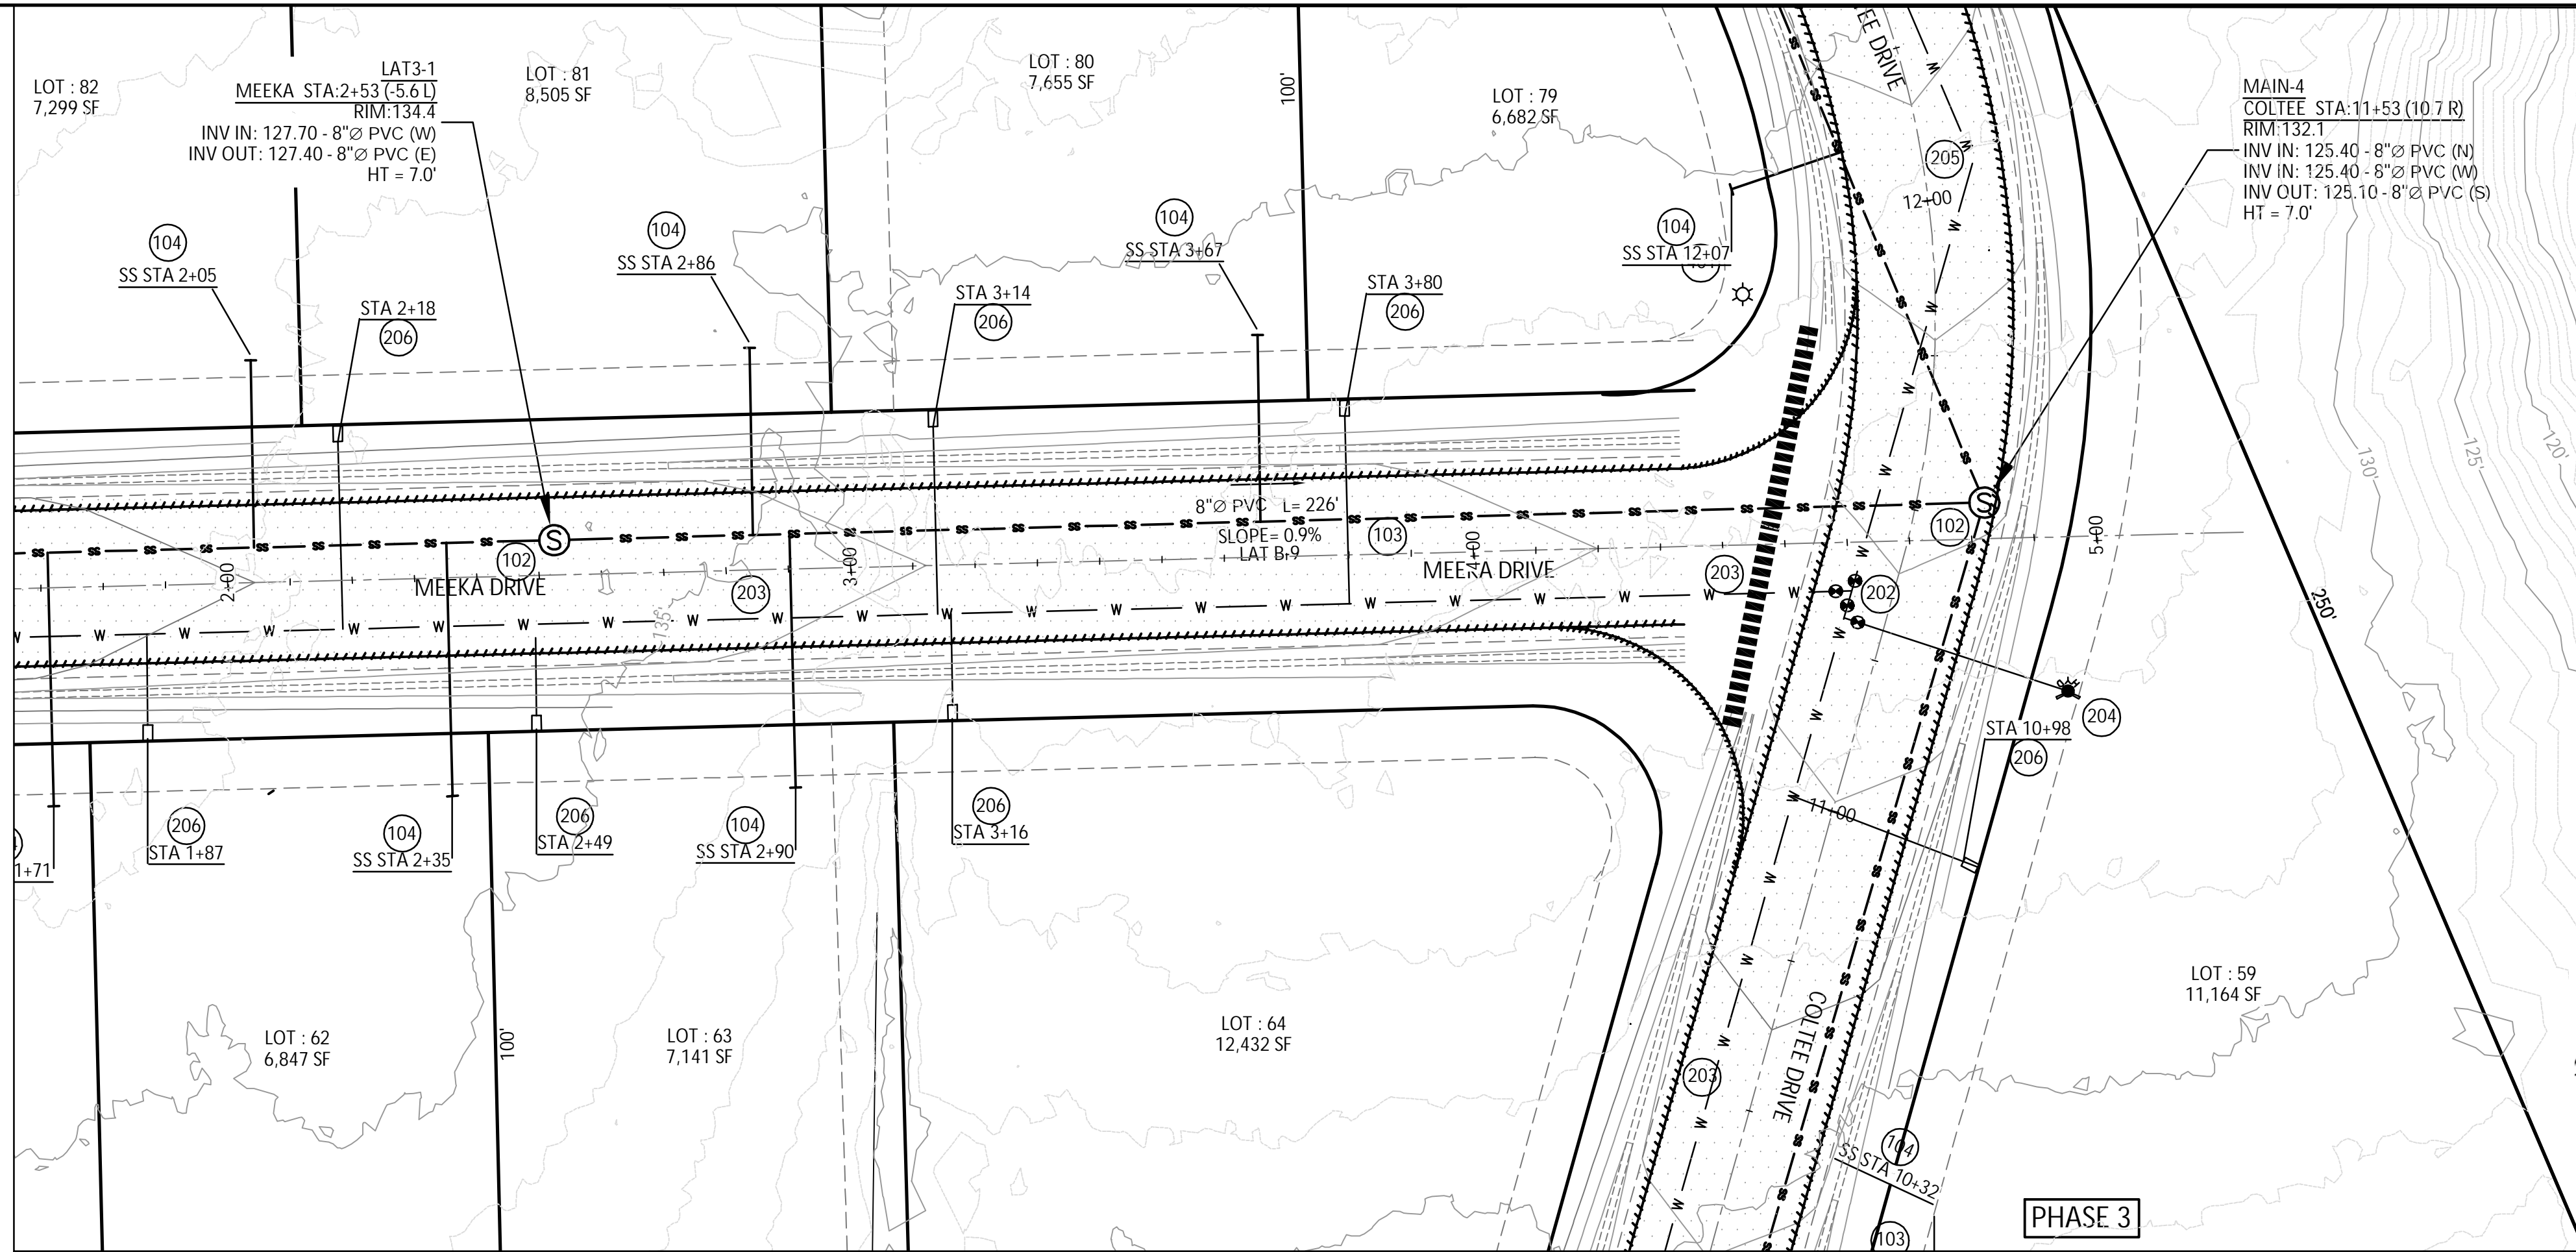 LOT : 82
7,299 SF
LAT3-1
MEEKA STA:2+53 (-5.6 L)
RIM:134.4
INV IN: 127.70 - 8"Ø PVC (W)
INV OUT: 127.40 - 8"Ø PVC (E)
HT = 7.0'
LOT : 81
8,505 SF
LOT : 80
7,655 SF
100'
LOT : 79
6,682 SF
DRIVE
MAIN-4
COLTEE STA:11+53 (10.7 R)
RIM:132.1
INV IN: 125.40 - 8"Ø PVC (N)
INV IN: 125.40 - 8"Ø PVC (W)
INV OUT: 125.10 - 8"Ø PVC (S)
HT = 7.0'
205
12+00
104
SS STA 2+05
104
SS STA 2+86
104
SS STA 3+67
104
SS STA 12+07
STA 2+18
206
STA 3+14
206
STA 3+80
206
8"Ø PVC L= 226'
SLOPE= 0.9%
LAT B-9
103
102
102
2+00
3+00
4+00
5+00
MEEKA DRIVE
MEEKA DRIVE
203
203
202
135'
130'
125'
120'
250'
204
STA 10+98
206
11+00
1+71
206
STA 1+87
104
SS STA 2+35
206
STA 2+49
104
SS STA 2+90
206
STA 3+16
LOT : 62
6,847 SF
100'
LOT : 63
7,141 SF
LOT : 64
12,432 SF
LOT : 59
11,164 SF
COLTEE DRIVE
203
104
SS STA 10+32
103
PHASE 3